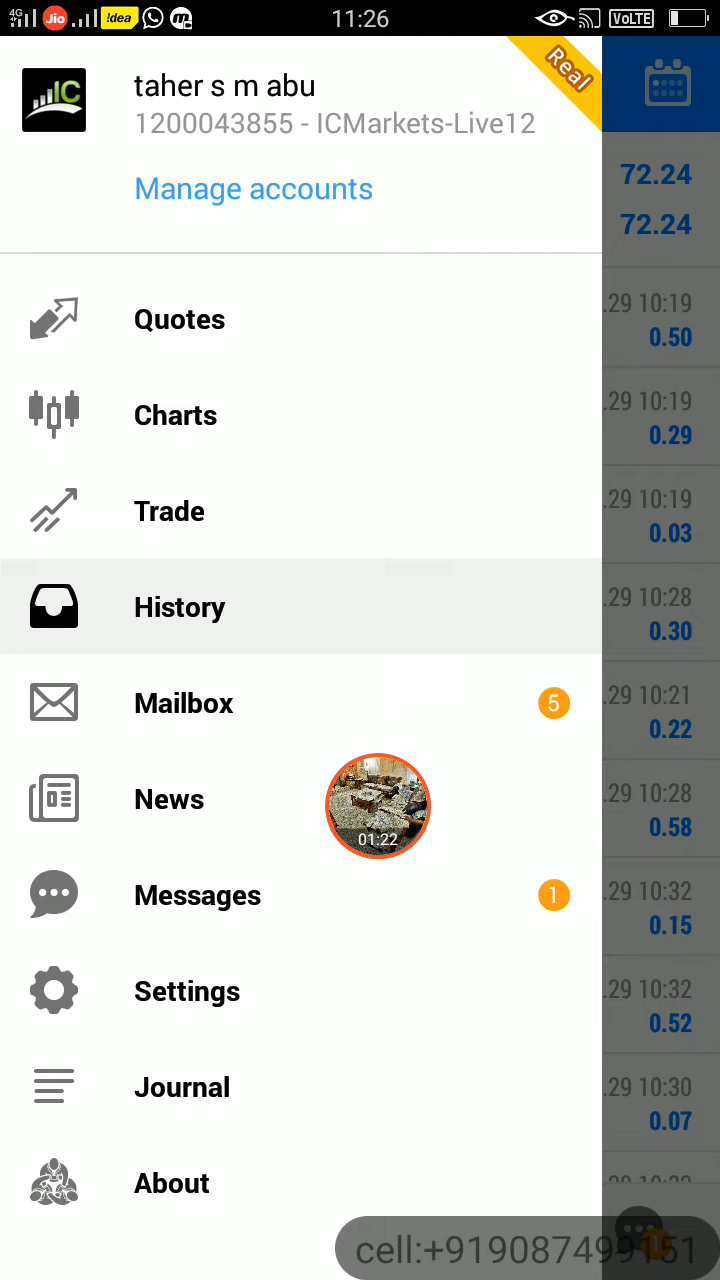 4G Jio !dea 11:26 VoLTE
IC
taher s m abu
Real
1200043855 - ICMarkets-Live12
Manage accounts
72.24
72.24
Quotes
.29 10:19
0.50
Charts
.29 10:19
0.29
Trade
.29 10:19
0.03
History
.29 10:28
0.30
Mailbox 5
.29 10:21
0.22
News
.29 10:28
0.58
01:22
Messages 1
.29 10:32
0.15
Settings
.29 10:32
0.52
Journal
.29 10:30
0.07
About
cell:+919087499151